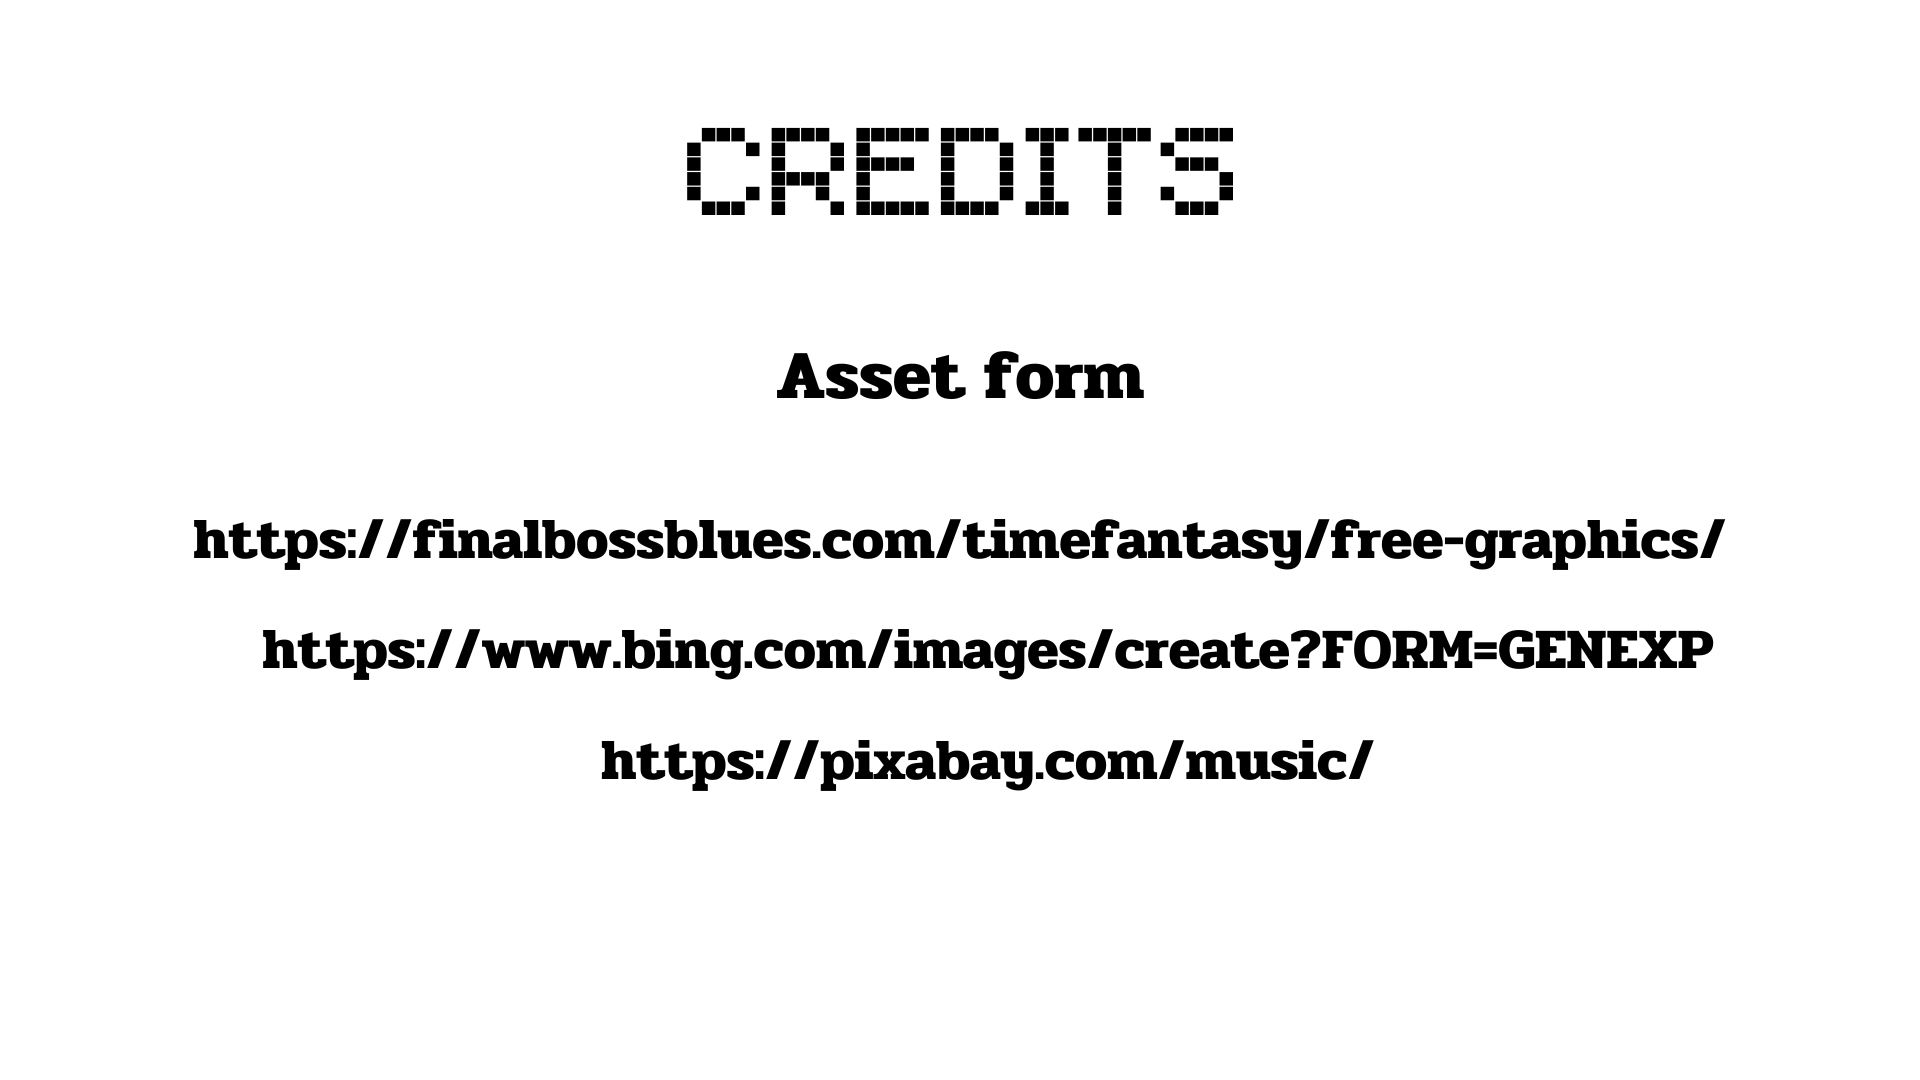 CREDITS
Asset form
https://finalbossblues.com/timefantasy/free-graphics/
https://www.bing.com/images/create?FORM=GENEXP
https://pixabay.com/music/